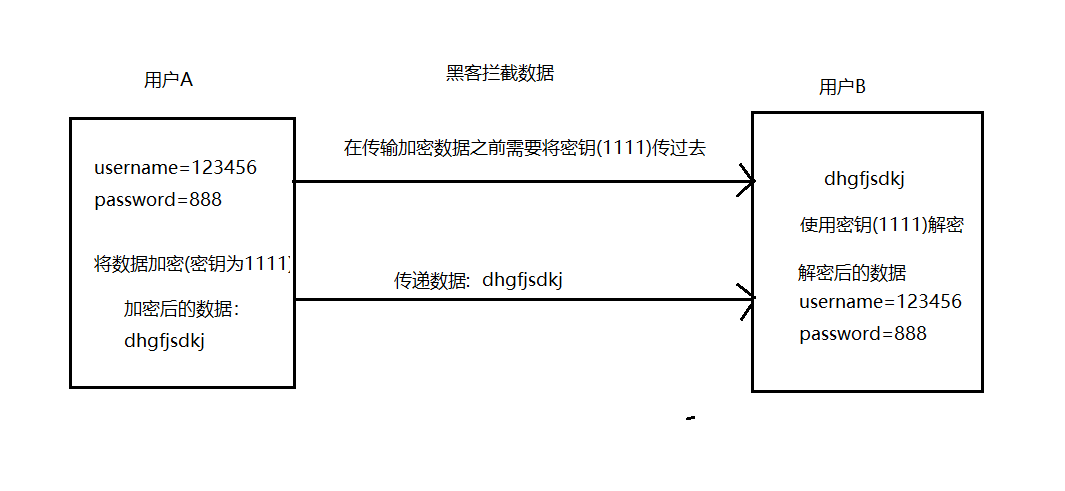 用户A
黑客拦截数据
用户B
username=123456
password=888
将数据加密(密钥为1111)
加密后的数据：
dhgfjsdkj
在传输加密数据之前需要将密钥(1111)传过去
传递数据：dhgfjsdkj
dhgfjsdkj
使用密钥(1111)解密
解密后的数据
username=123456
password=888